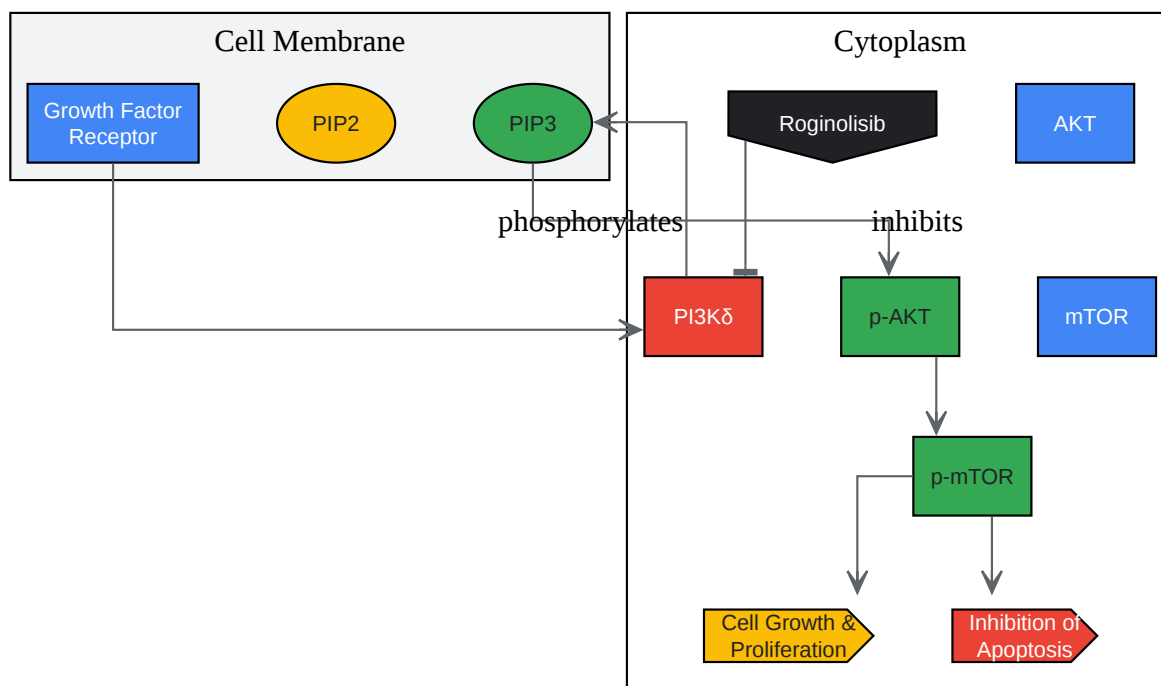 Cell Membrane
Cytoplasm
Growth Factor
Receptor
PIP2
PIP3
Roginolisib
AKT
phosphorylates
inhibits
PI3Kδ
p-AKT
mTOR
p-mTOR
Cell Growth &
Proliferation
Inhibition of
Apoptosis